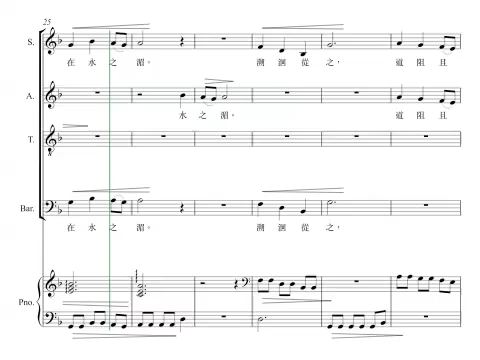 25
S.
在 水 之 湄。 溯 洄 從 之, 道 阻 且
A.
水 之 湄。 道 阻 且
T.
Bar.
在 水 之 湄。 溯 洄 從 之,
Pno.